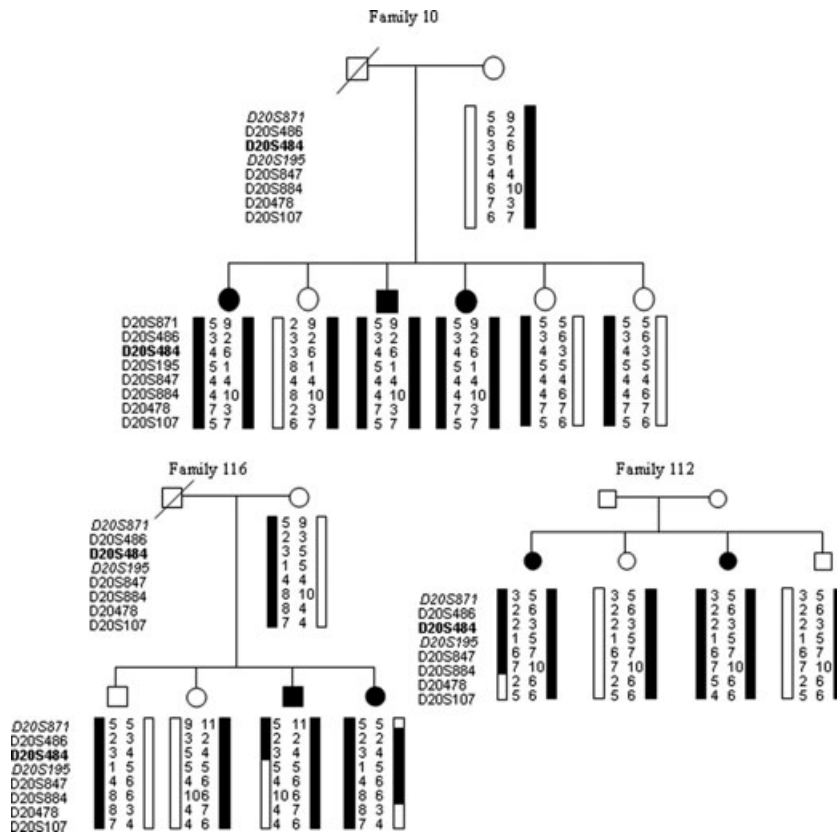 Family 10
D20S871 5 9
D20S486 6 2
D20S484 3 6
D20S195 5 1
D20S847 4 4
D20S884 6 10
D20478 7 3
D20S107 6 7
D20S871 5 9 2 9 5 9 5 9 5 5 5 5
D20S486 3 2 3 2 3 2 3 2 3 6 3 6
D20S484 4 6 3 6 4 6 4 6 4 3 4 3
D20S195 5 1 8 1 5 1 5 1 5 5 5 5
D20S847 4 4 4 4 4 4 4 4 4 4 4 4
D20S884 4 10 8 10 4 10 4 10 4 6 4 6
D20478 7 3 2 3 7 3 7 3 7 7 7 7
D20S107 5 7 6 7 5 7 5 7 5 6 5 6
Family 116
D20S871 5 9
D20S486 2 3
D20S484 3 5
D20S195 1 5
D20S847 4 4
D20S884 8 10
D20478 8 4
D20S107 7 4
D20S871 5 5 9 11 5 11 5 5
D20S486 2 3 3 2 2 2 2 2
D20S484 3 4 5 4 3 4 3 4
D20S195 1 5 5 5 5 5 1 5
D20S847 4 6 4 6 4 6 4 6
D20S884 8 6 10 6 10 6 8 6
D20478 8 3 4 7 4 7 8 3
D20S107 7 4 4 6 4 6 7 4
Family 112
D20S871 3 5 3 5 3 5 3 5
D20S486 2 6 2 6 2 6 2 6
D20S484 2 3 2 3 2 3 2 3
D20S195 1 5 1 5 1 5 1 5
D20S847 6 7 6 7 6 7 6 7
D20S884 7 10 7 10 7 10 7 10
D20478 2 5 2 5 2 5 2 5
D20S107 5 6 5 6 4 6 5 6